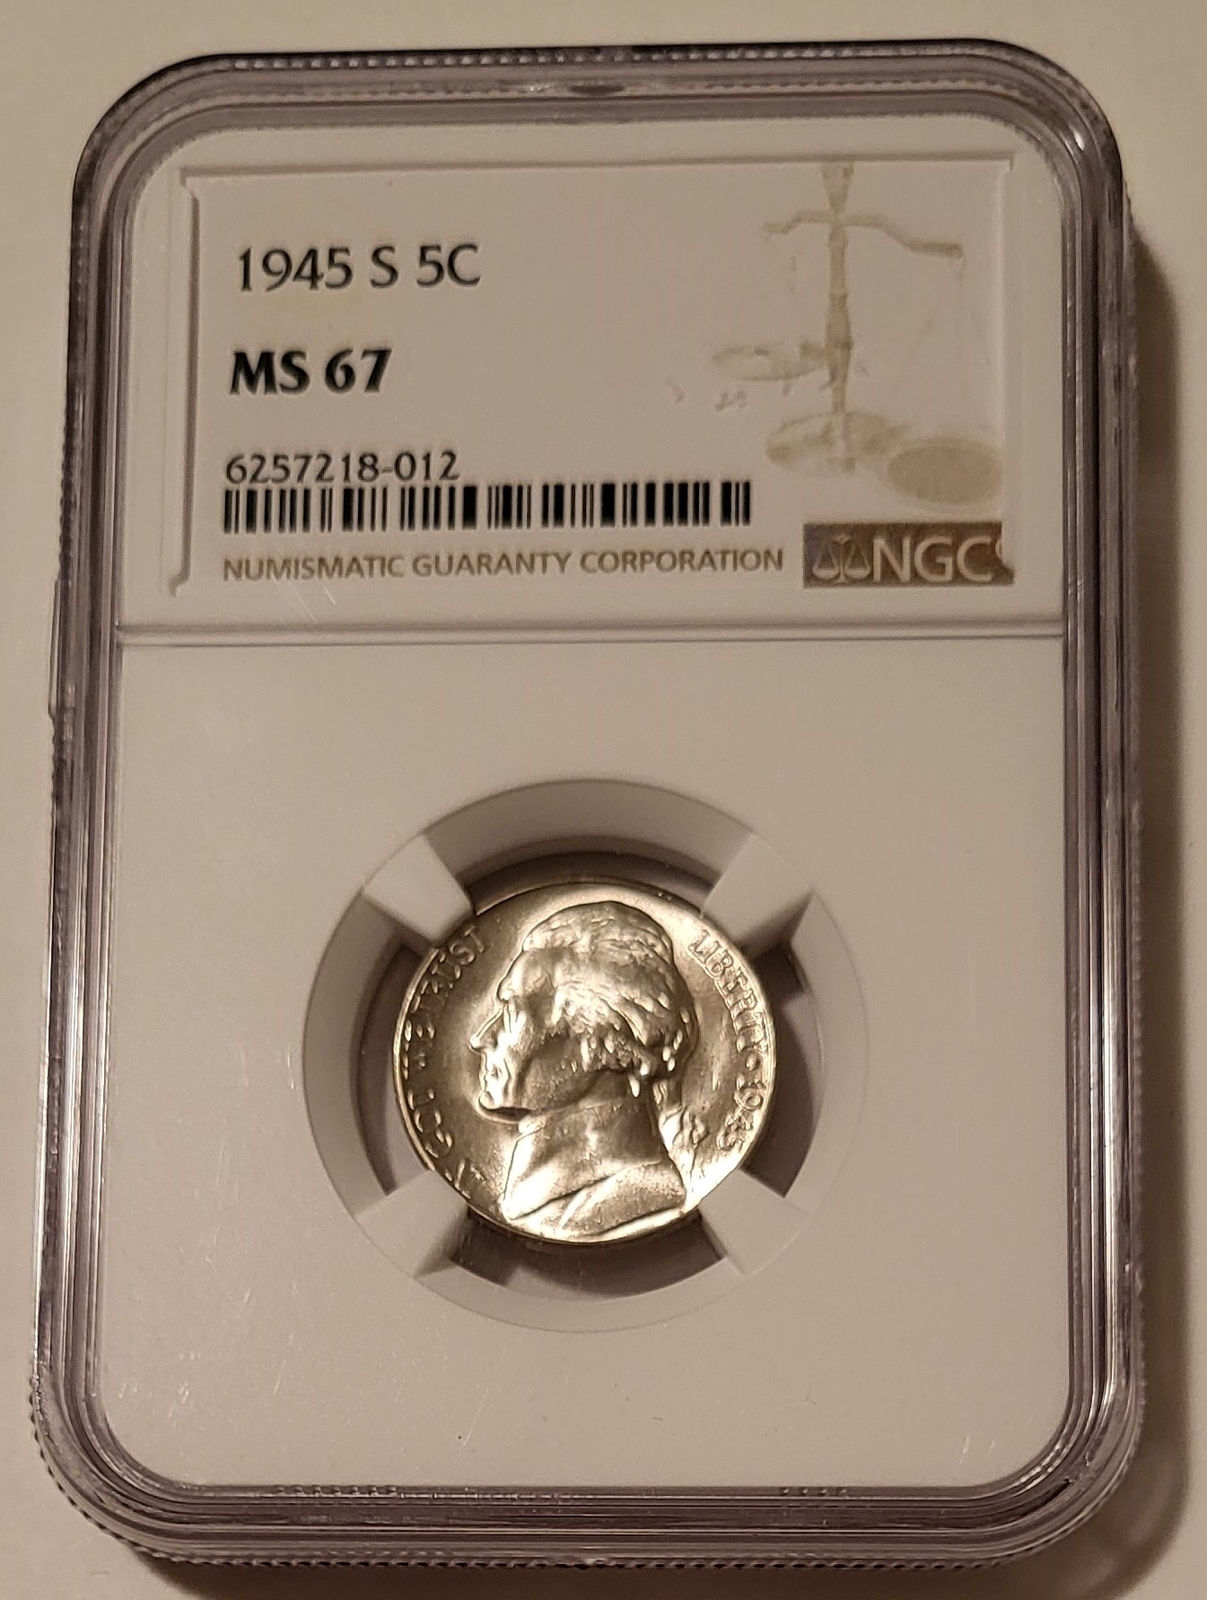 1945 S 5C
MS 67
6257218-012
NUMISMATIC GUARANTY CORPORATION
NGC
IN GOD WE TRUST
LIBERTY 1945